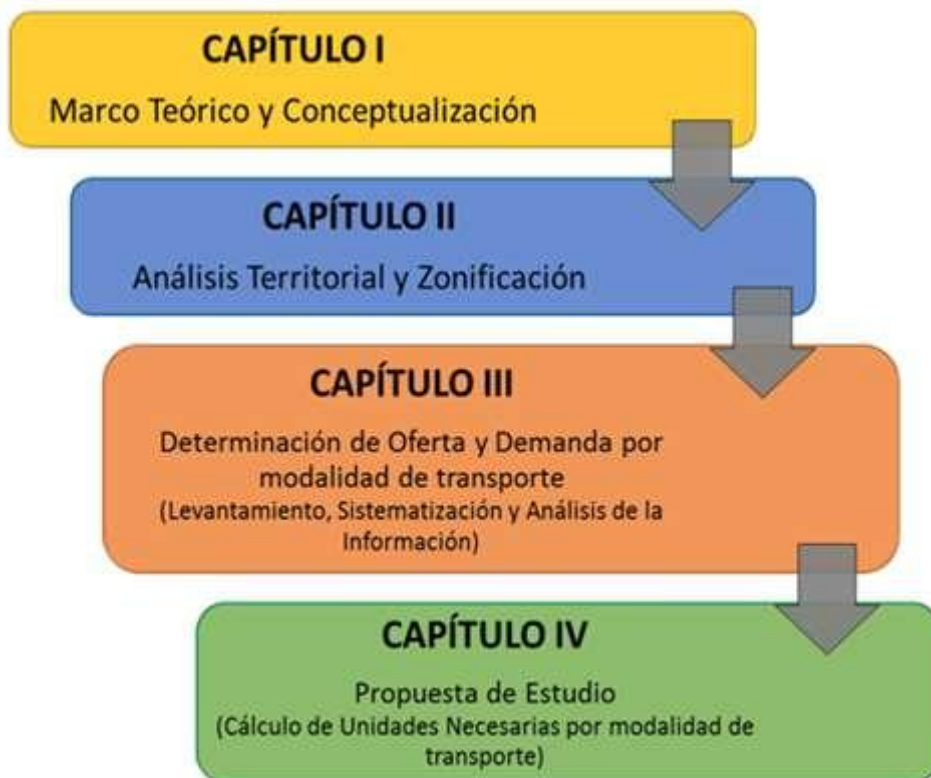 CAPÍTULO I
Marco Teórico y Conceptualización
CAPÍTULO II
Análisis Territorial y Zonificación
CAPÍTULO III
Determinación de Oferta y Demanda por
modalidad de transporte
(Levantamiento, Sistematización y Análisis de la
Información)
CAPÍTULO IV
Propuesta de Estudio
(Cálculo de Unidades Necesarias por modalidad de
transporte)